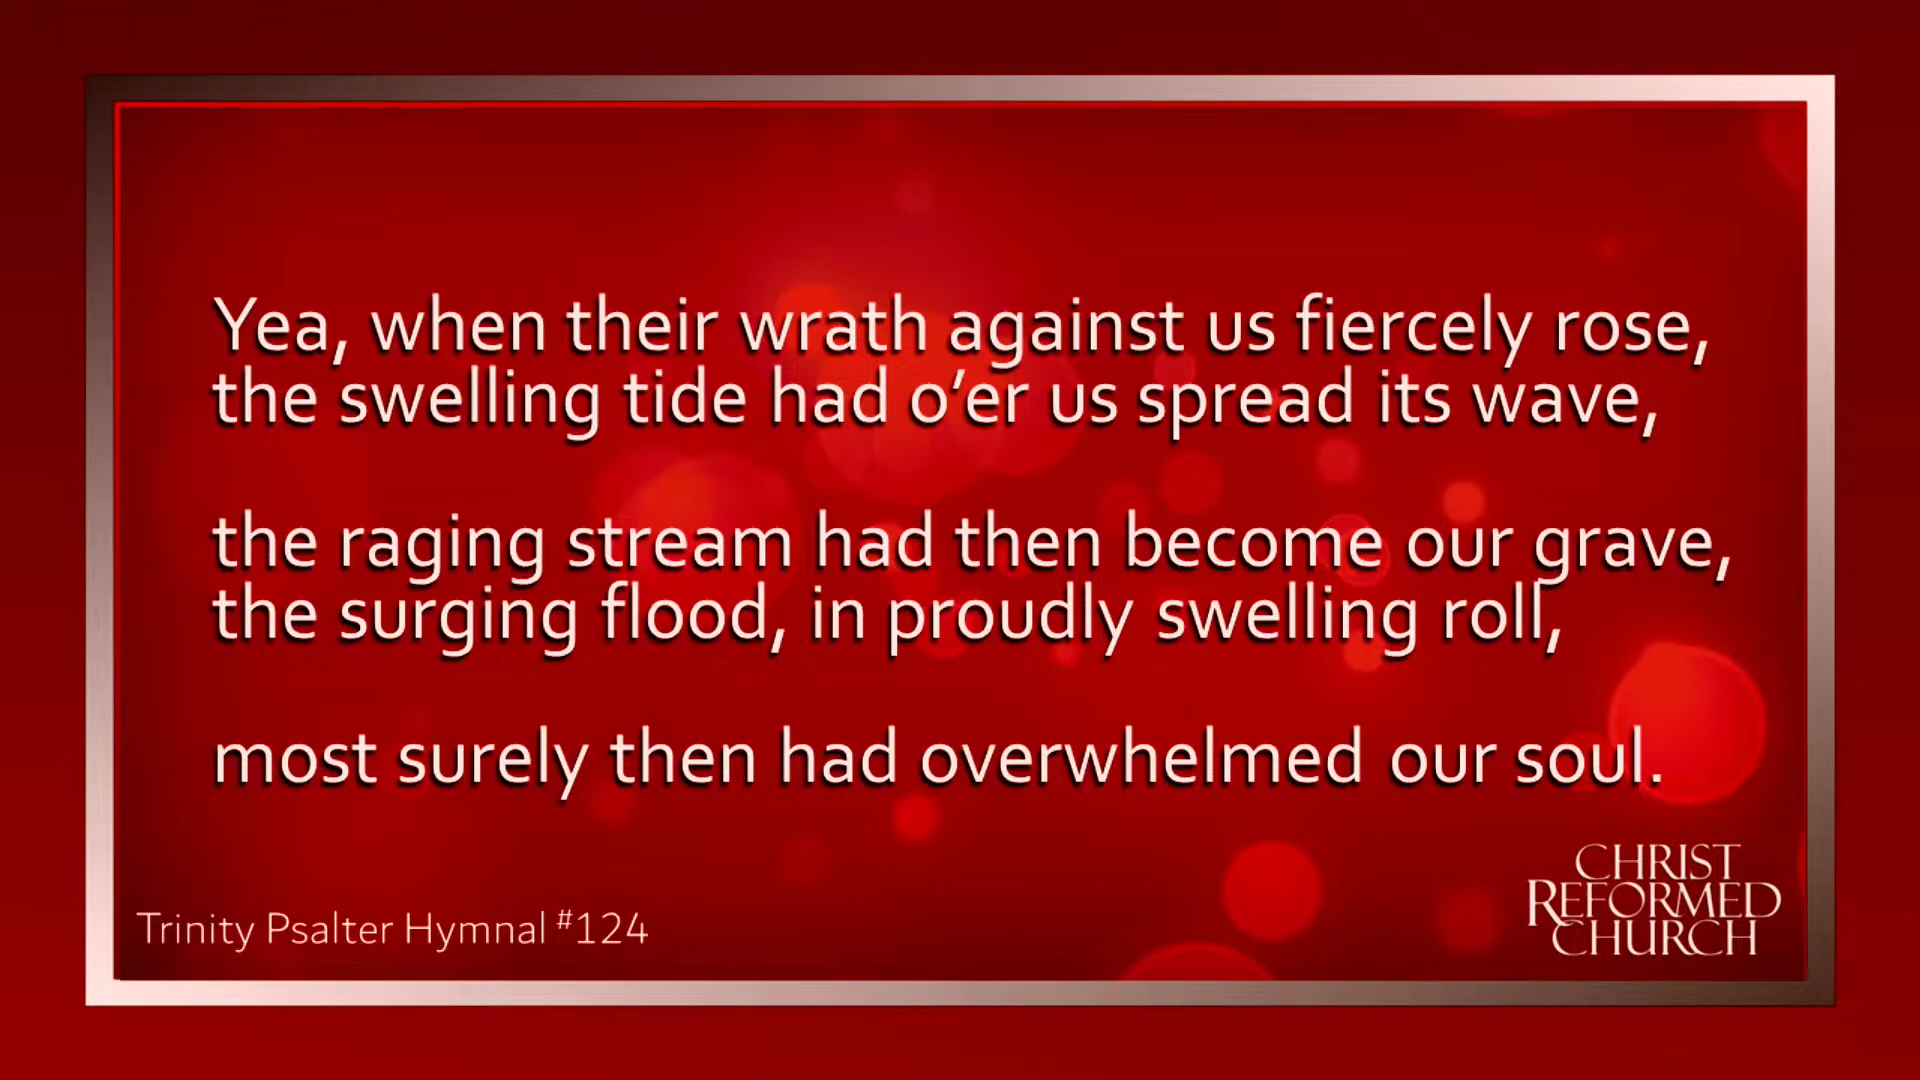 Yea, when their wrath against us fiercely rose,
the swelling tide had o’er us spread its wave,
the raging stream had then become our grave,
the surging flood, in proudly swelling roll,
most surely then had overwhelmed our soul.
Trinity Psalter Hymnal #124
CHRIST
REFORMED
CHURCH